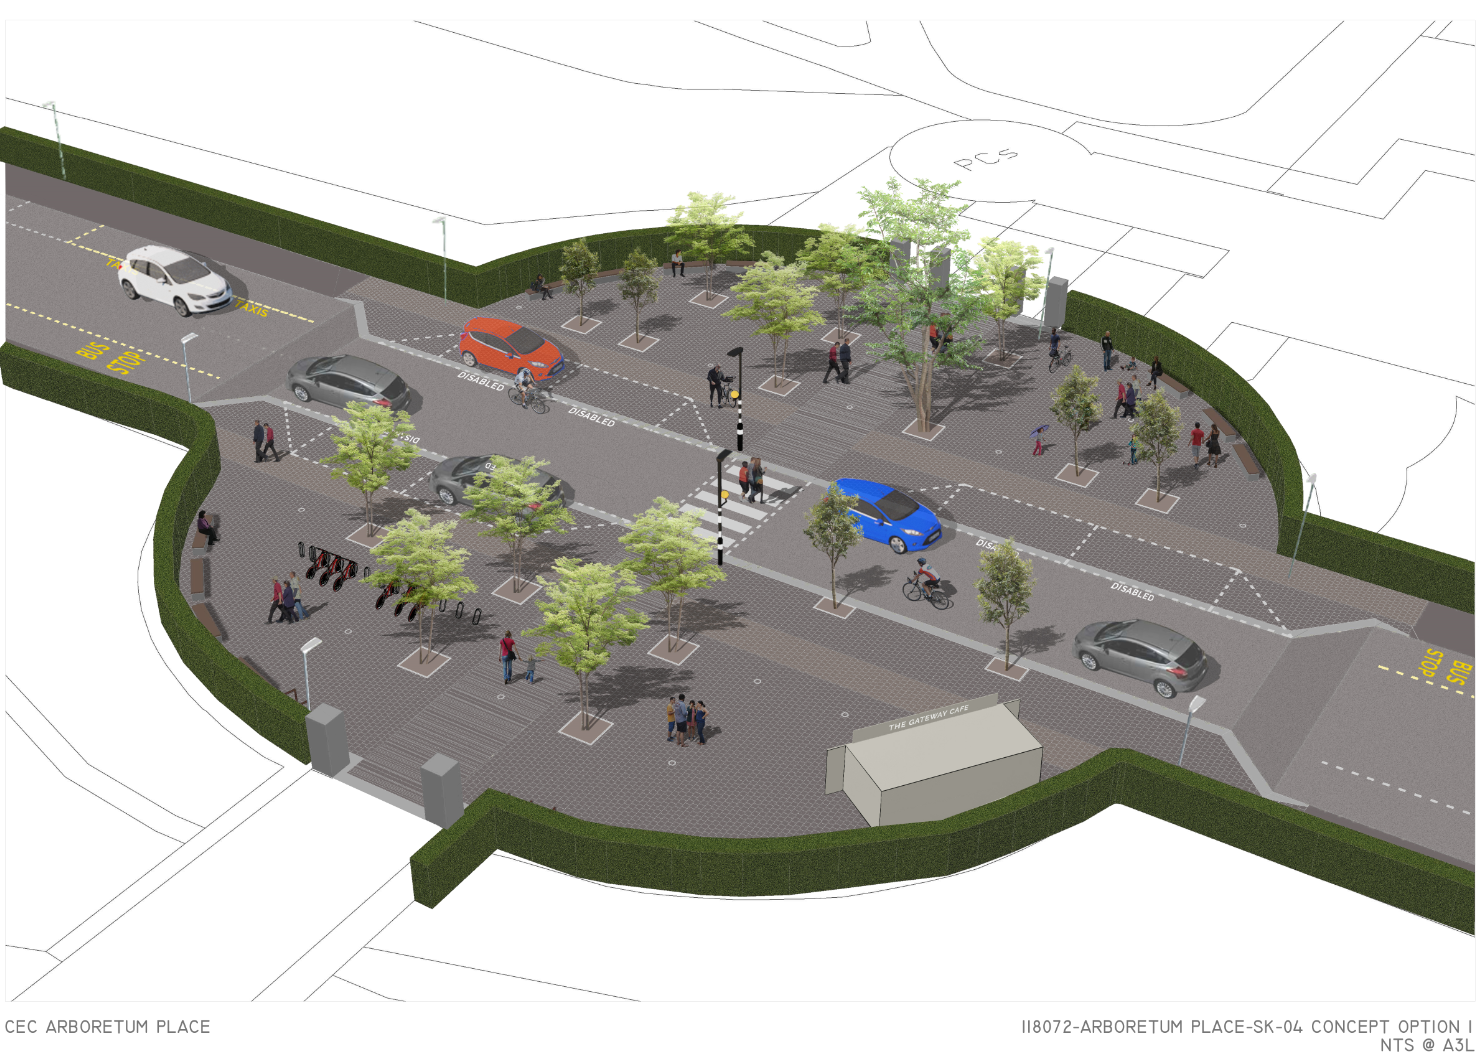 PCs
TAXIS
BUS
STOP
DISABLED
DISABLED
DISABLED
BUS
STOP
THE GATEWAY CAFE
CEC ARBORETUM PLACE
118072-ARBORETUM PLACE-SK-04 CONCEPT OPTION 1
NTS @ A3L